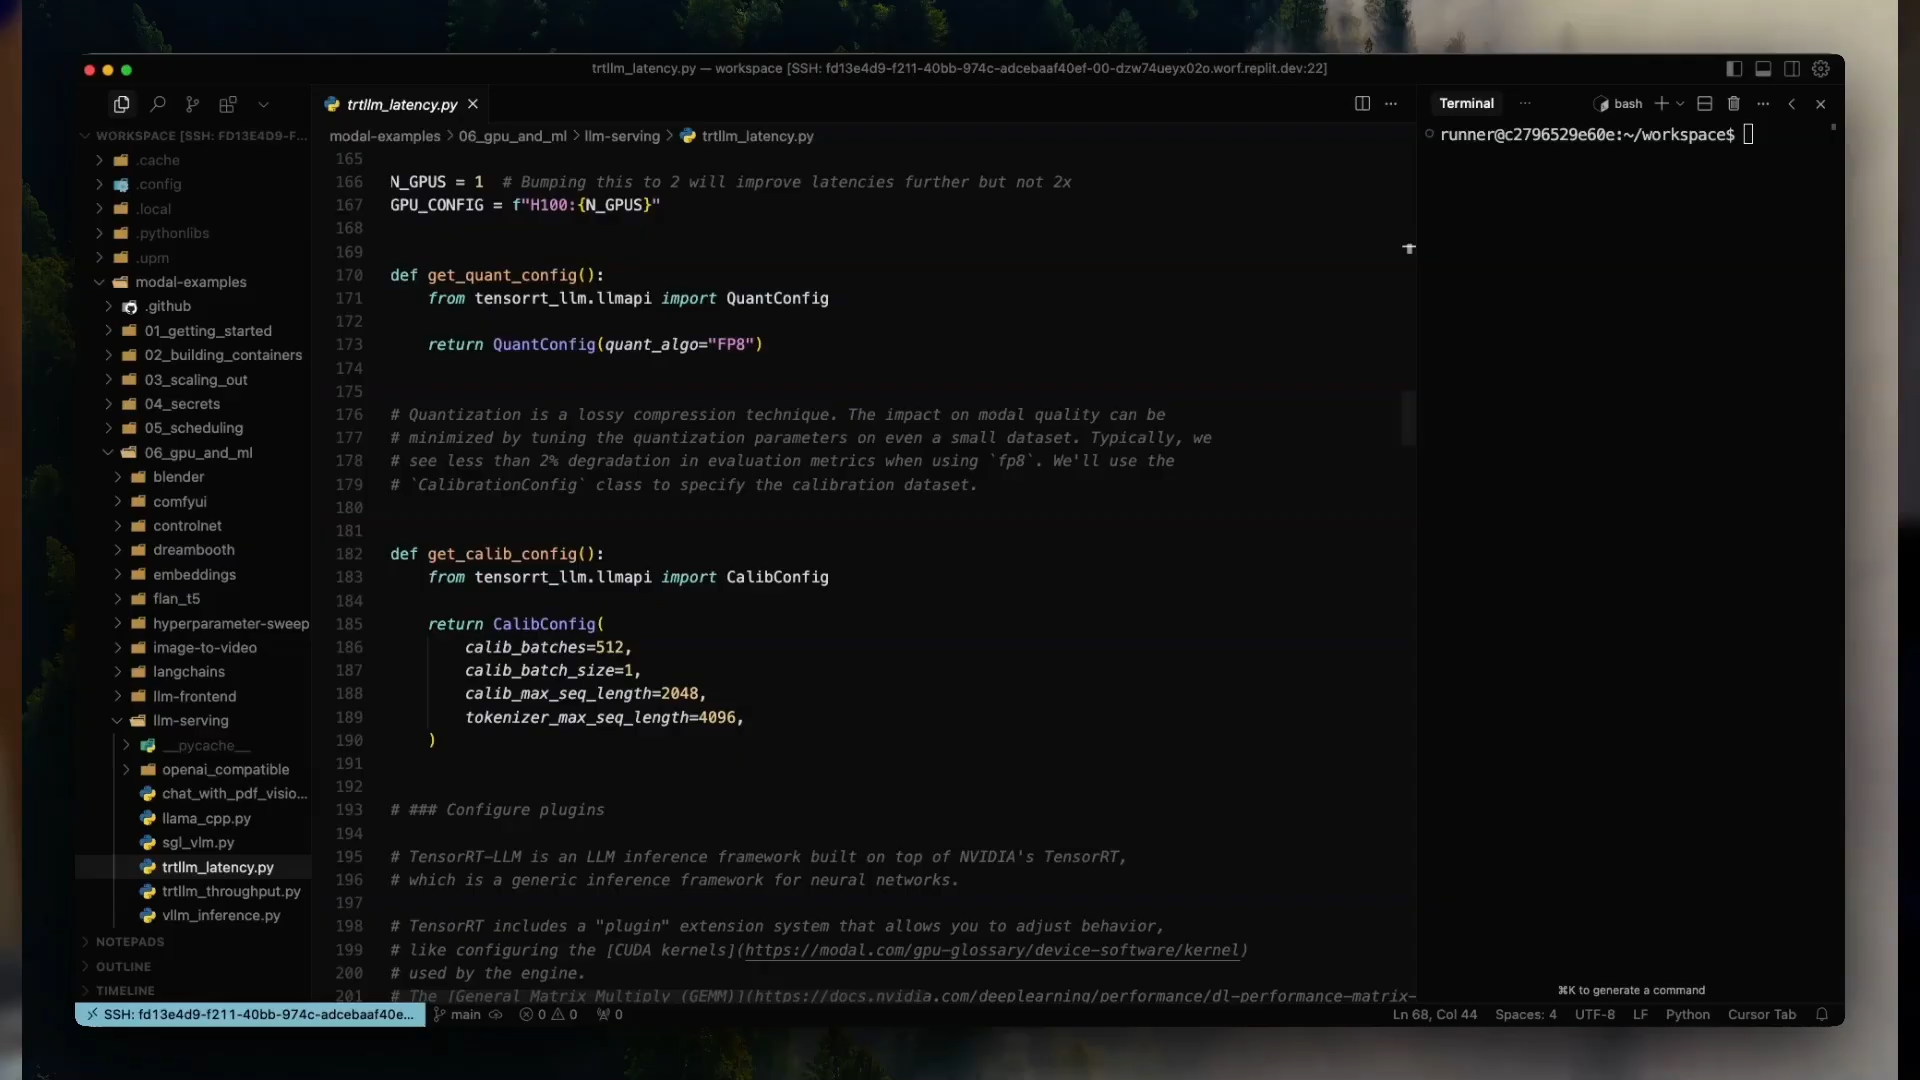 trtllm_latency.py — workspace [SSH: fd13e4d9-f211-40bb-974c-adcebaaf40ef-00-dzw74ueyx02o.worf.replit.dev:22]
WORKSPACE [SSH: FD13E4D9-F...
.cache
.config
.local
.pythonlibs
.upm
modal-examples
.github
01_getting_started
02_building_containers
03_scaling_out
04_secrets
05_scheduling
06_gpu_and_ml
blender
comfyui
controlnet
dreambooth
embeddings
flan_t5
hyperparameter-sweep
image-to-video
langchains
llm-frontend
llm-serving
__pycache__
openai_compatible
chat_with_pdf_visio...
llama_cpp.py
sgl_vlm.py
trtllm_latency.py
trtllm_throughput.py
vllm_inference.py
NOTEPADS
OUTLINE
TIMELINE
trtllm_latency.py
modal-examples > 06_gpu_and_ml > llm-serving > trtllm_latency.py
165
166 N_GPUS = 1  # Bumping this to 2 will improve latencies further but not 2x
167 GPU_CONFIG = f"H100:{N_GPUS}"
168
169
170 def get_quant_config():
171     from tensorrt_llm.llmapi import QuantConfig
172
173     return QuantConfig(quant_algo="FP8")
174
175
176 # Quantization is a lossy compression technique. The impact on modal quality can be
177 # minimized by tuning the quantization parameters on even a small dataset. Typically, we
178 # see less than 2% degradation in evaluation metrics when using `fp8`. We'll use the
179 # `CalibrationConfig` class to specify the calibration dataset.
180
181
182 def get_calib_config():
183     from tensorrt_llm.llmapi import CalibConfig
184
185     return CalibConfig(
186         calib_batches=512,
187         calib_batch_size=1,
188         calib_max_seq_length=2048,
189         tokenizer_max_seq_length=4096,
190     )
191
192
193 # ### Configure plugins
194
195 # TensorRT-LLM is an LLM inference framework built on top of NVIDIA's TensorRT,
196 # which is a generic inference framework for neural networks.
197
198 # TensorRT includes a "plugin" extension system that allows you to adjust behavior,
199 # like configuring the [CUDA kernels](https://modal.com/gpu-glossary/device-software/kernel)
200 # used by the engine.
201 # The [General Matrix Multiply (GEMM)](https://docs.nvidia.com/deeplearning/performance/dl-performance-matrix-
Terminal
bash
runner@c2796529e60e:~/workspace$
⌘K to generate a command
SSH: fd13e4d9-f211-40bb-974c-adcebaaf40e... main 0 0 0
Ln 68, Col 44 Spaces: 4 UTF-8 LF Python Cursor Tab